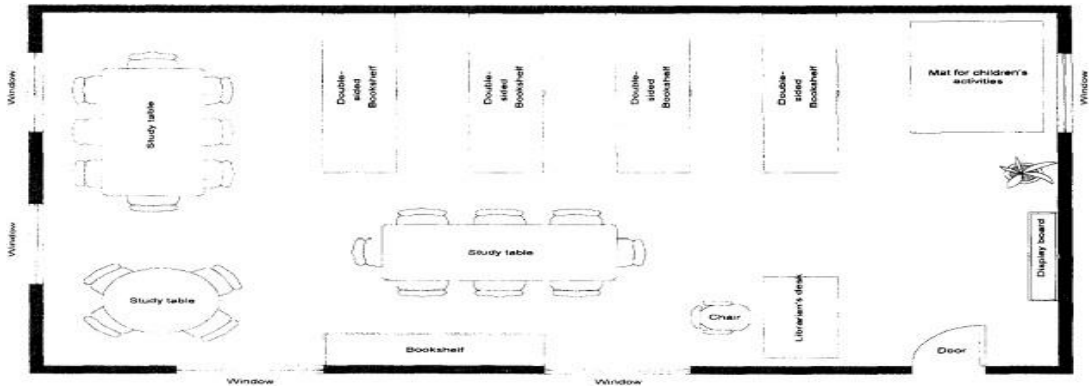 Window
Study table
Double-
sided
Bookshelf
Double-
sided
Bookshelf
Double-
sided
Bookshelf
Double-
sided
Bookshelf
Mat for children's
activities
Window
Window
Study table
Display board
Study table
Chair
Librarian's desk
Bookshelf
Door
Window
Window